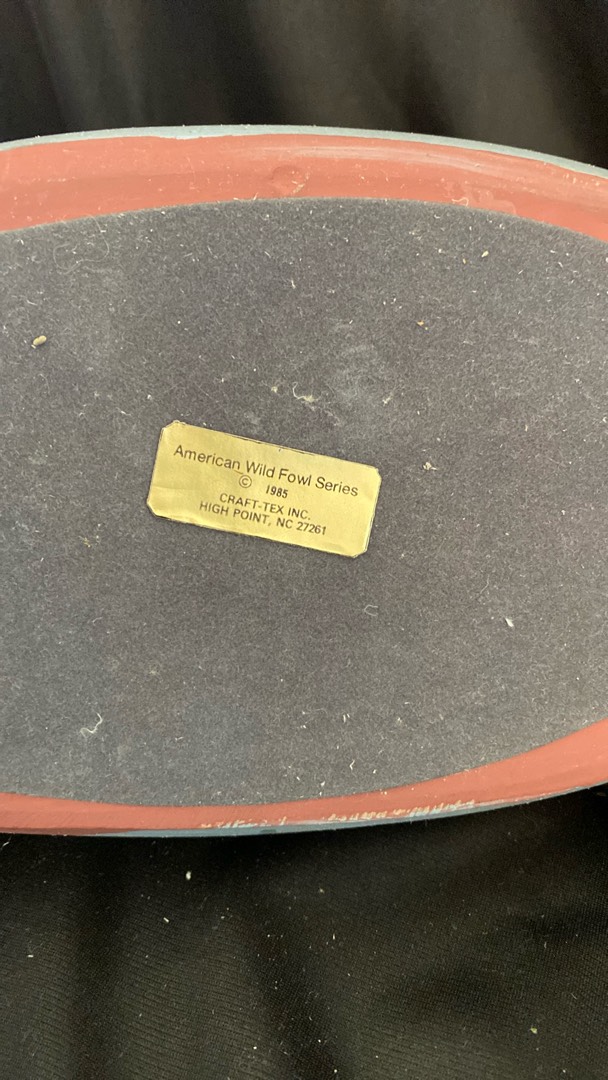 American Wild Fowl Series
© 1985
CRAFT-TEX INC.
HIGH POINT, NC 27261